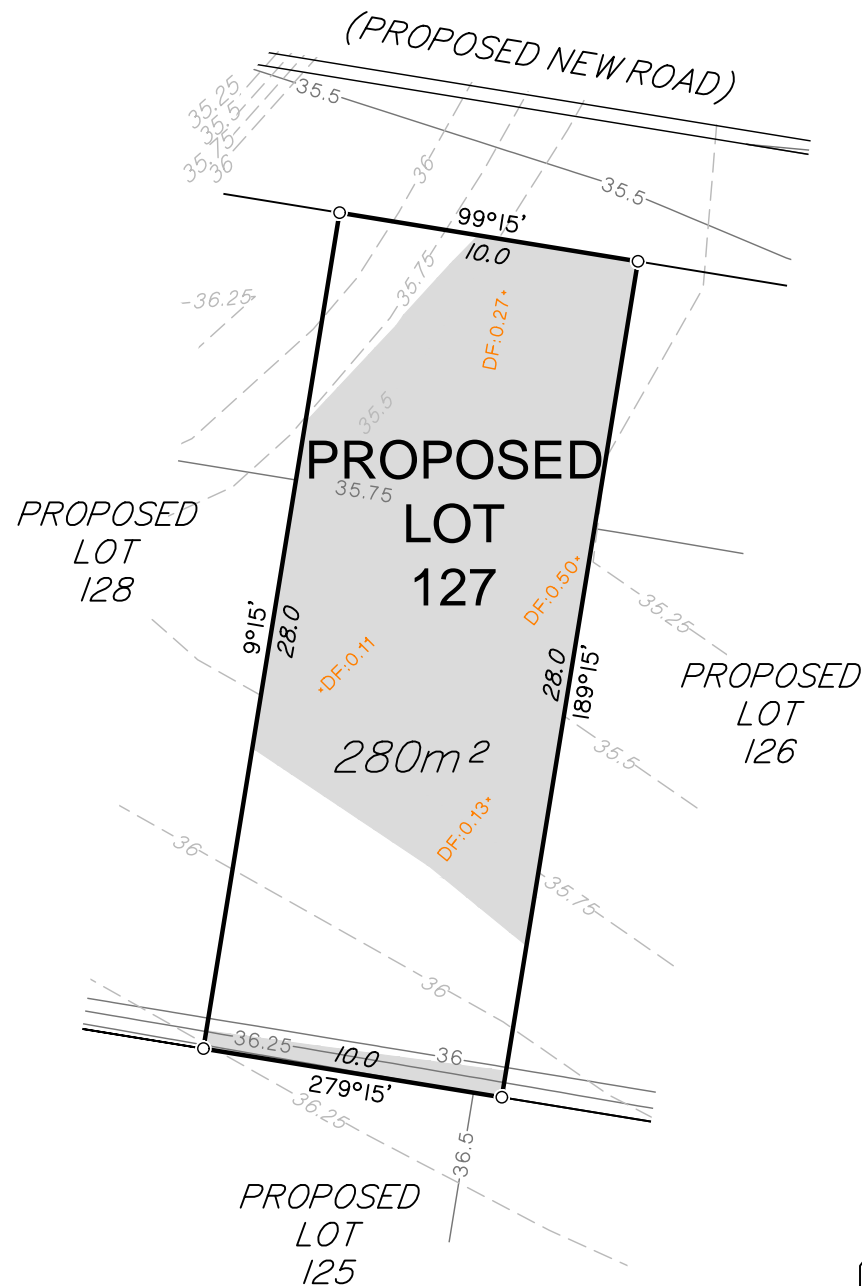 (PROPOSED NEW ROAD)
35.25
35.5
35.75
36
35.5
36
35.5
99°15'
10.0
35.75
-36.25
DF:0.27
35.5
PROPOSED
LOT
127
35.75
PROPOSED
LOT
128
DF:0.50
35.25
9°15'
28.0
DF:0.11
28.0
189°15'
PROPOSED
LOT
126
35.5
280m²
DF:0.13
36
35.75
36
36.25
10.0
36
279°15'
36.25
36.5
PROPOSED
LOT
125